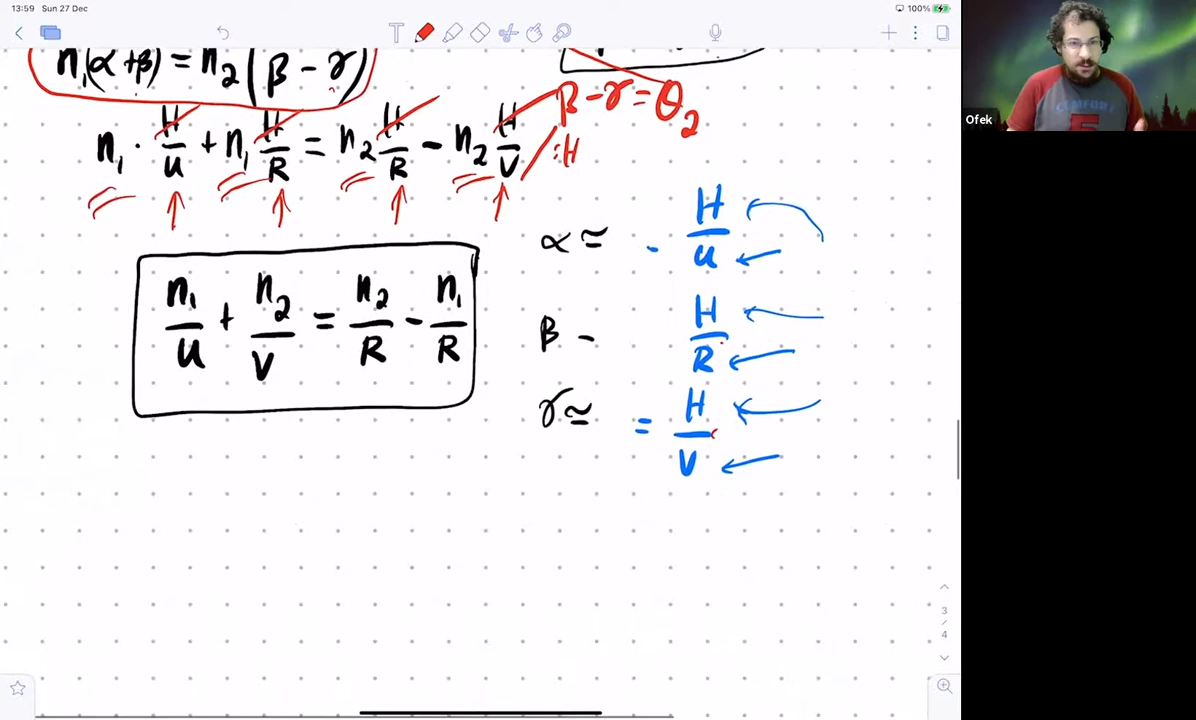 13:59 Sun 27 Dec
100%
n₁(α+β) = n₂(β − γ)
β − γ = θ₂
n₁ · H/u + n₁ H/R = n₂ H/R − n₂ H/V /:H
α ≃ - H/u
n₁/u + n₂/V = n₂/R − n₁/R
β − H/R
γ ≃ = H/V
Ofek
COMFORT
3
/
4